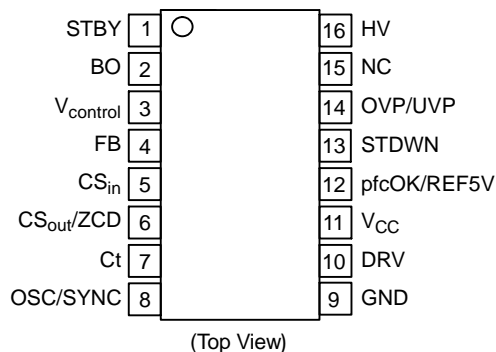 STBY 1 16 HV
BO 2 15 NC
Vcontrol 3 14 OVP/UVP
FB 4 13 STDWN
CSin 5 12 pfcOK/REF5V
CSout/ZCD 6 11 VCC
Ct 7 10 DRV
OSC/SYNC 8 9 GND
(Top View)